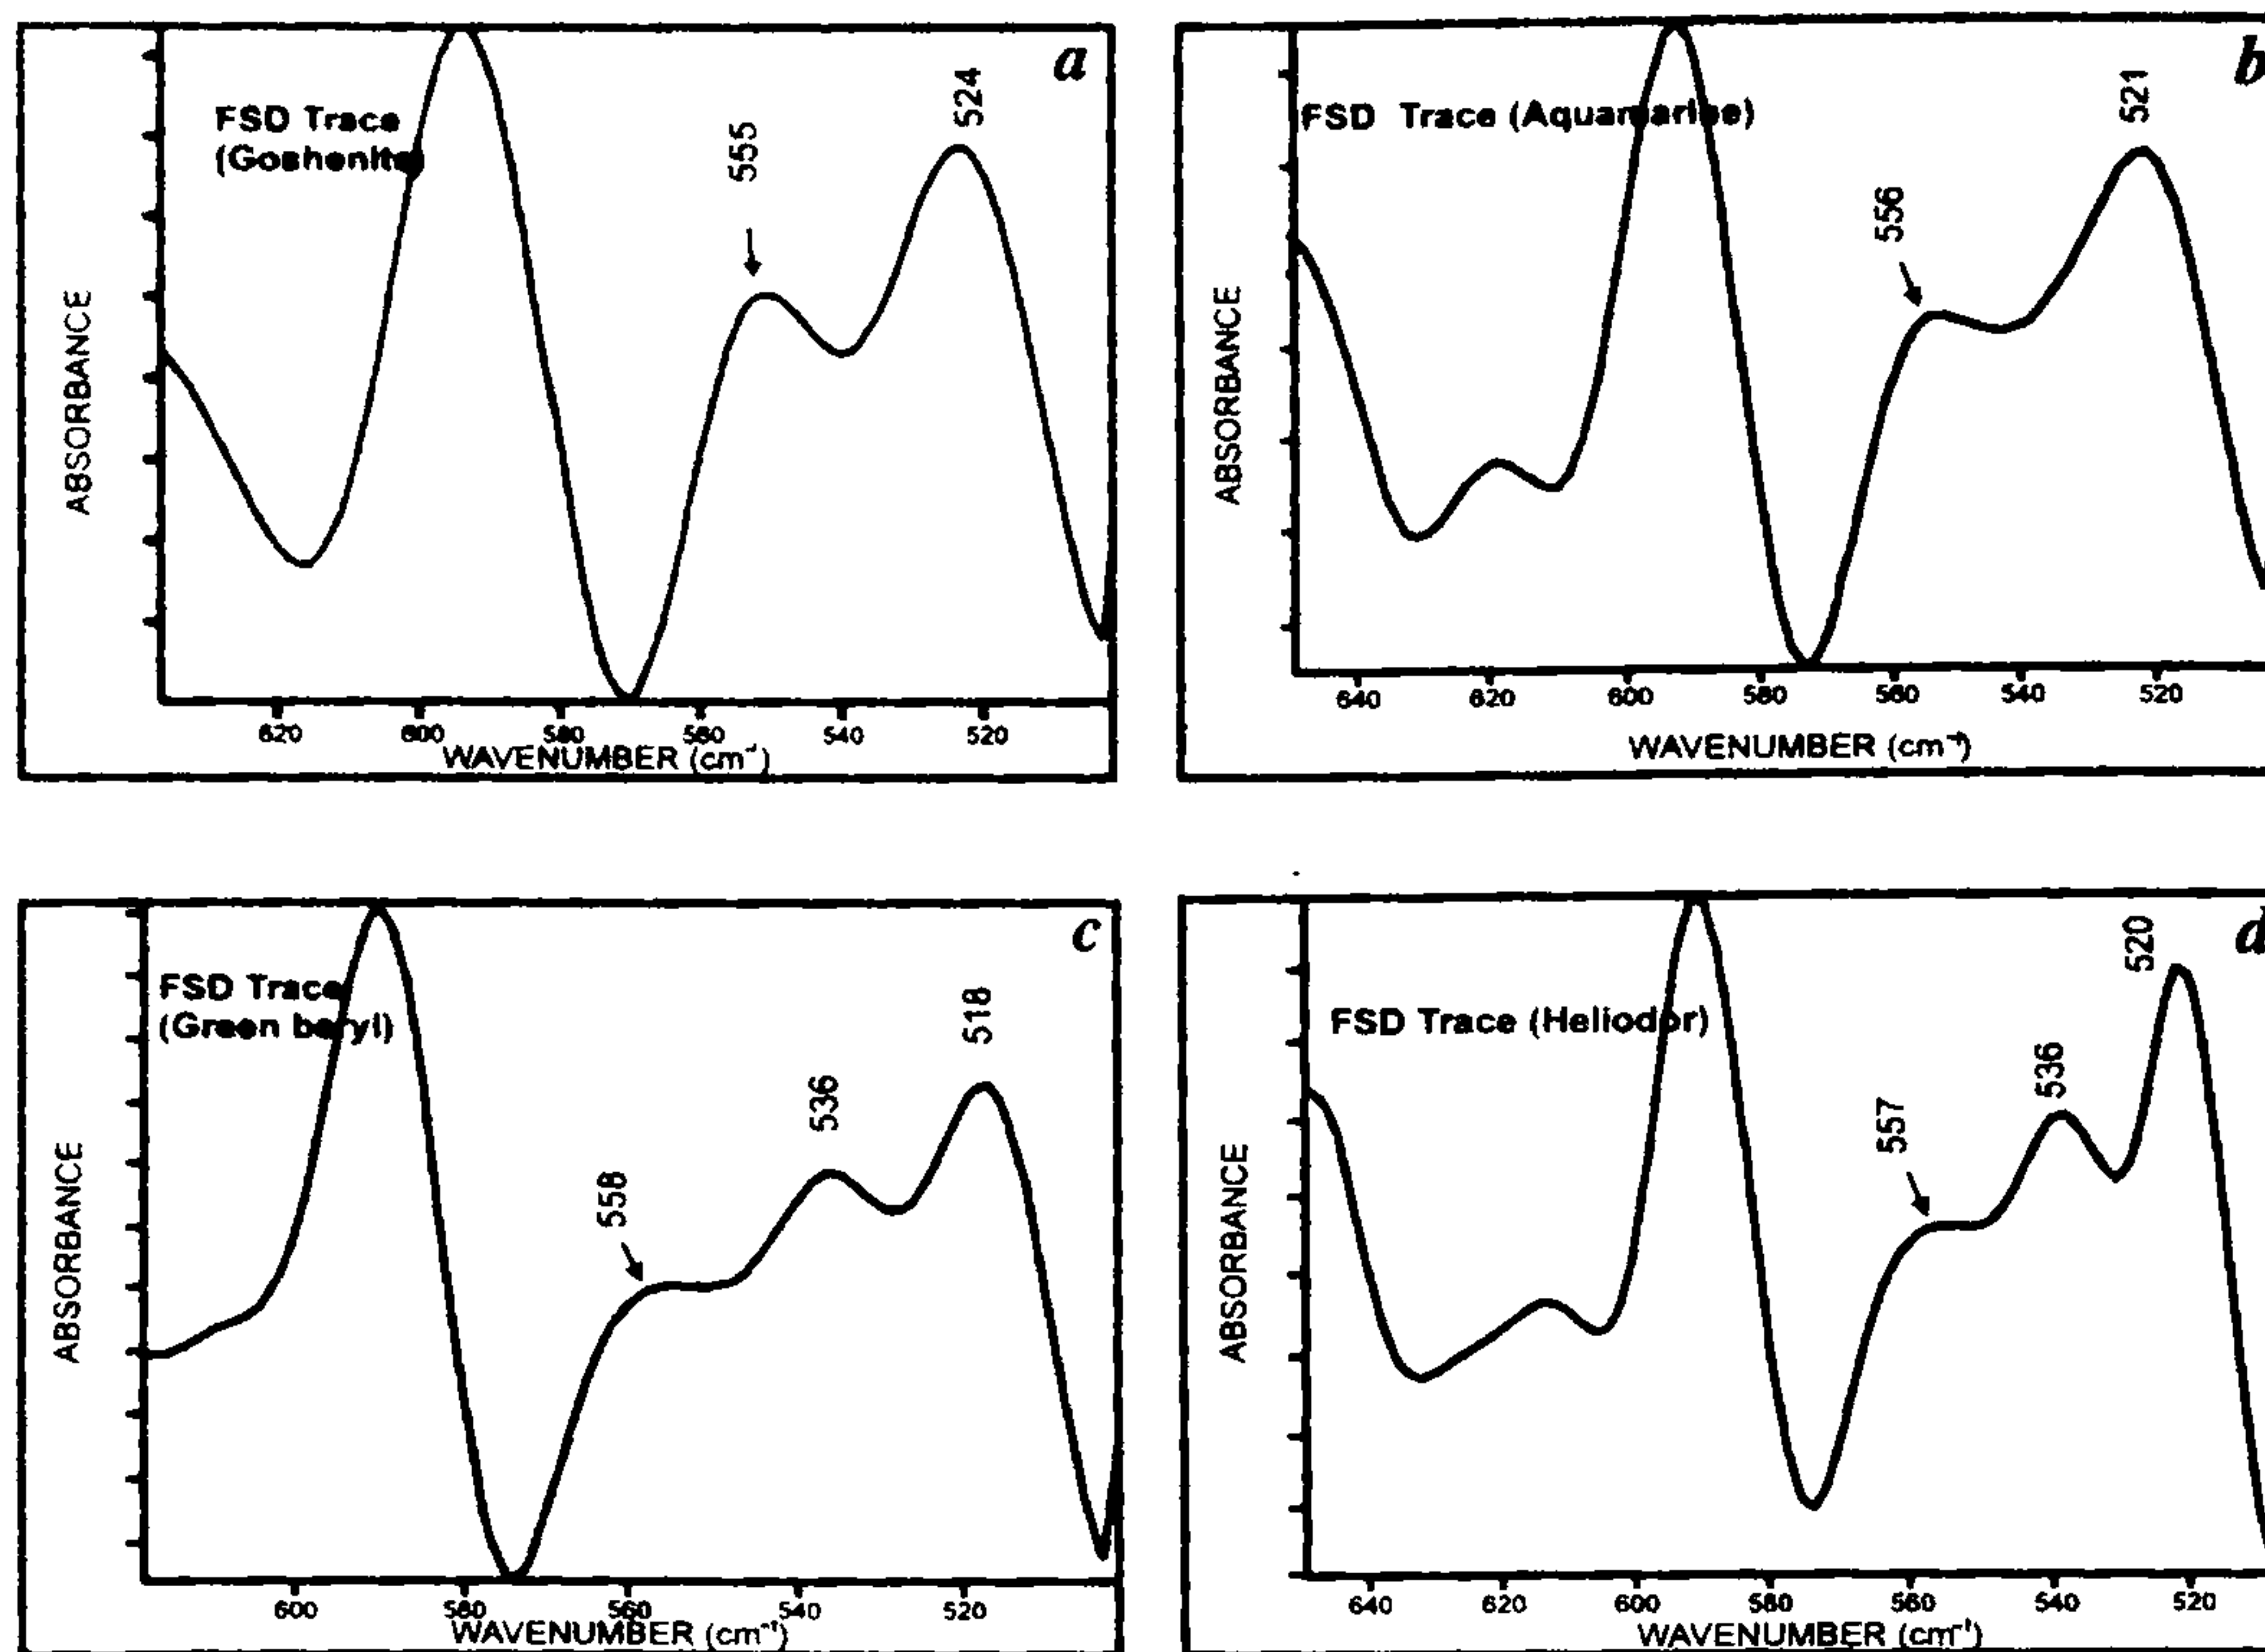 a
FSD Trace
(Goshenite)
555
524
ABSORBANCE
620 600 580 560 540 520
WAVENUMBER (cm⁻¹)
b
FSD Trace (Aquamarine)
556
521
ABSORBANCE
640 620 600 580 560 540 520
WAVENUMBER (cm⁻¹)
c
FSD Trace
(Green beryl)
558
536
518
ABSORBANCE
600 580 560 540 520
WAVENUMBER (cm⁻¹)
d
FSD Trace (Heliodor)
557
536
520
ABSORBANCE
640 620 600 580 560 540 520
WAVENUMBER (cm⁻¹)